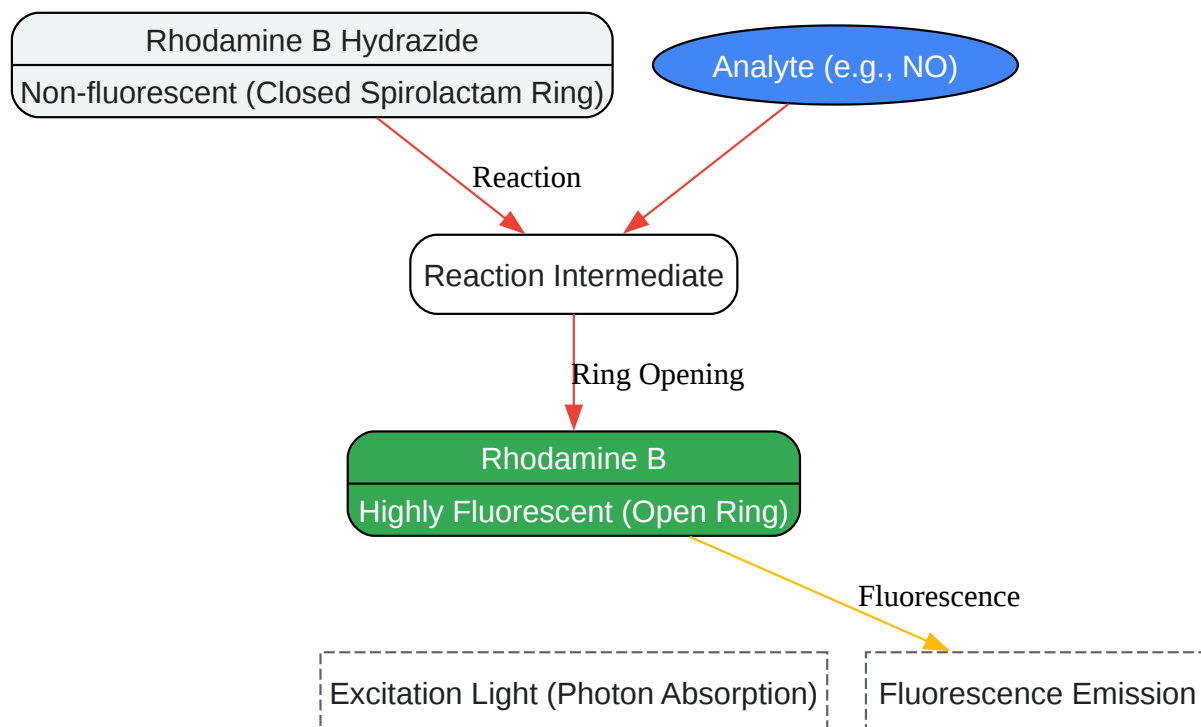 Rhodamine B Hydrazide
Non-fluorescent (Closed Spirolactam Ring)
Analyte (e.g., NO)
Reaction
Reaction Intermediate
Ring Opening
Rhodamine B
Highly Fluorescent (Open Ring)
Fluorescence
Excitation Light (Photon Absorption)
Fluorescence Emission